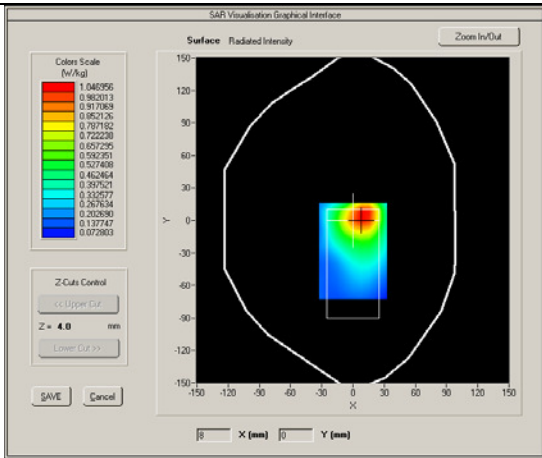 SAR Visualisation Graphical Interface
Surface Radiated Intensity
Zoom In/Out
Colors Scale
(W/kg)
1.046956
0.982013
0.917069
0.852126
0.787182
0.722238
0.657295
0.592351
0.527408
0.462464
0.397521
0.332577
0.267634
0.202690
0.137747
0.072803
Z-Cuts Control
<< Upper Cut
Z = 4.0 mm
Lower Cut >>
SAVE Cancel
150-
120-
90-
60-
30-
0-
-30-
-60-
-90-
-120-
-150-
Y
-150 -120 -90 -60 -30 0 30 60 90 120 150
X
8 X (mm) 0 Y (mm)